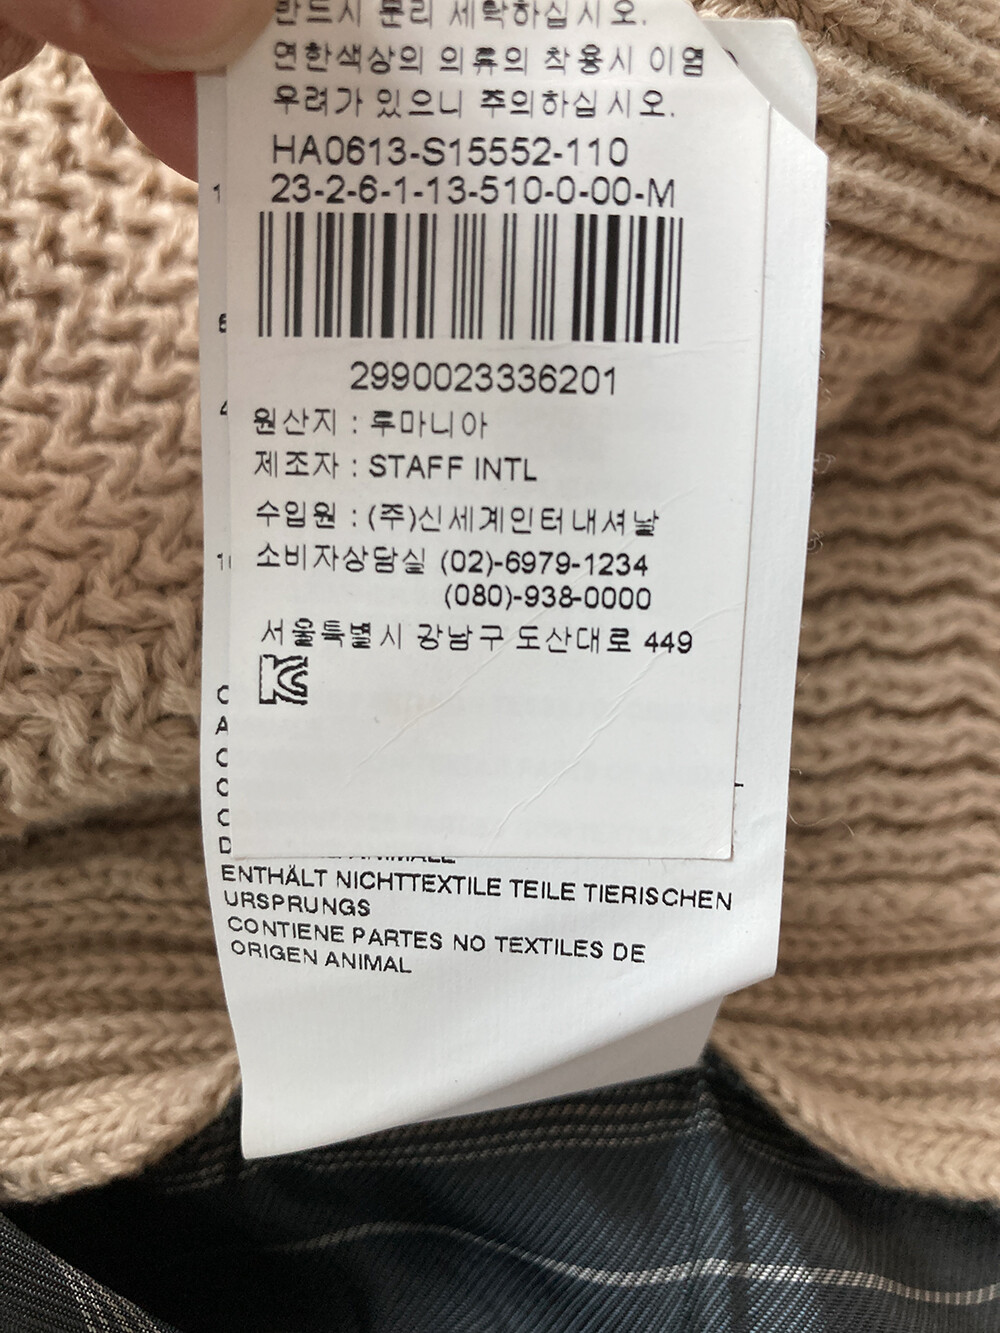 반드시 분리 세탁하십시오.
연한색상의 의류의 착용시 이염
우려가 있으니 주의하십시오.
HA0613-S15552-110
23-2-6-1-13-510-0-00-M
2990023336201
원산지 : 루마니아
제조자 : STAFF INTL
수입원 : (주)신세계인터내셔날
소비자상담실 (02)-6979-1234
(080)-938-0000
서울특별시 강남구 도산대로 449
ENTHÄLT NICHTTEXTILE TEILE TIERISCHEN
URSPRUNGS
CONTIENE PARTES NO TEXTILES DE
ORIGEN ANIMAL